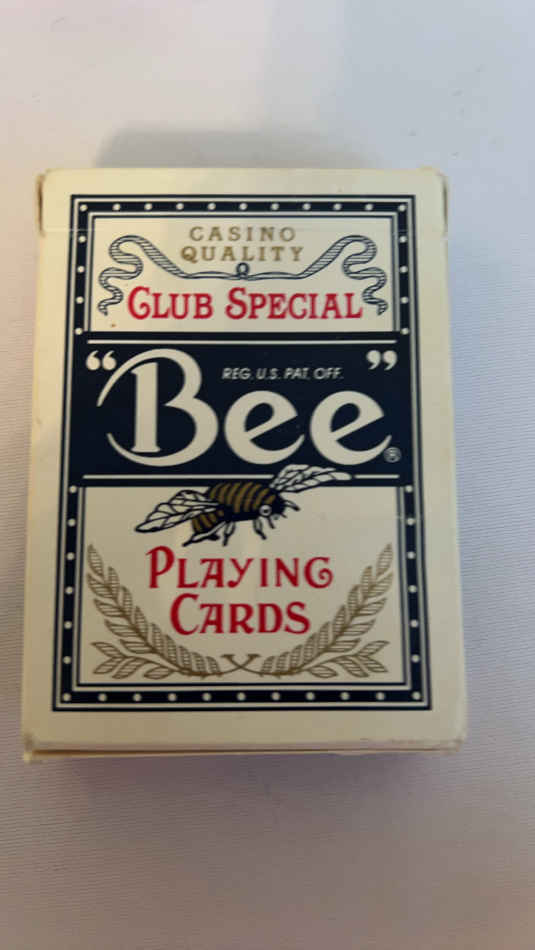 CASINO
QUALITY
CLUB SPECIAL
REG. U.S. PAT. OFF.
"Bee"®
PLAYING
CARDS